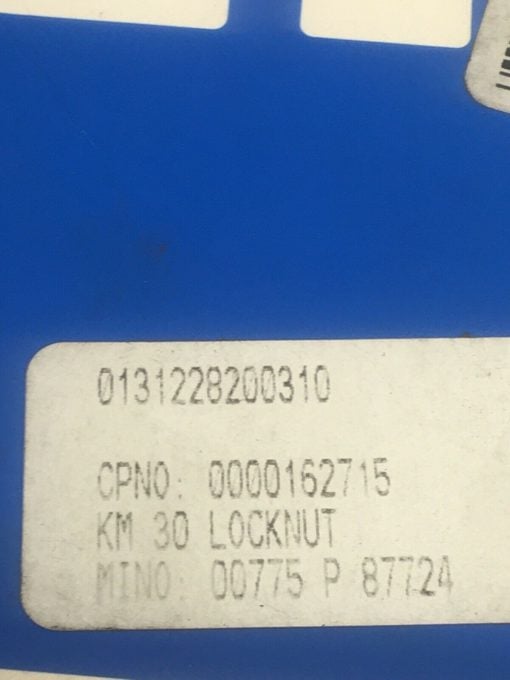 0131228200310
CPNO: 0000162715
KM 30 LOCKNUT
MINO: 00775 P 87724